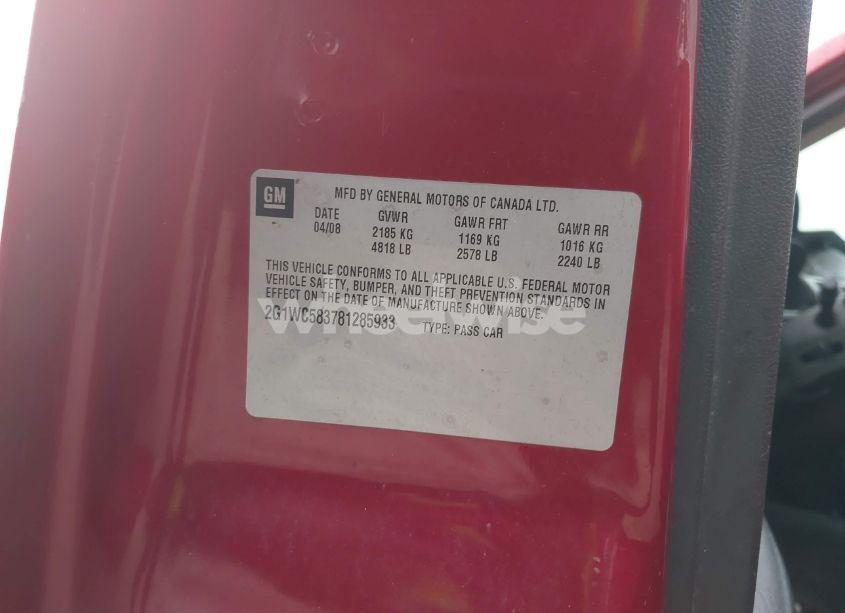 GM
MFD BY GENERAL MOTORS OF CANADA LTD.
DATE GVWR GAWR FRT GAWR RR
04/08 2185 KG 1169 KG 1016 KG
4818 LB 2578 LB 2240 LB
THIS VEHICLE CONFORMS TO ALL APPLICABLE U.S. FEDERAL MOTOR
VEHICLE SAFETY, BUMPER, AND THEFT PREVENTION STANDARDS IN
EFFECT ON THE DATE OF MANUFACTURE SHOWN ABOVE.
2G1WC583781285933 TYPE: PASS CAR
wheelwise